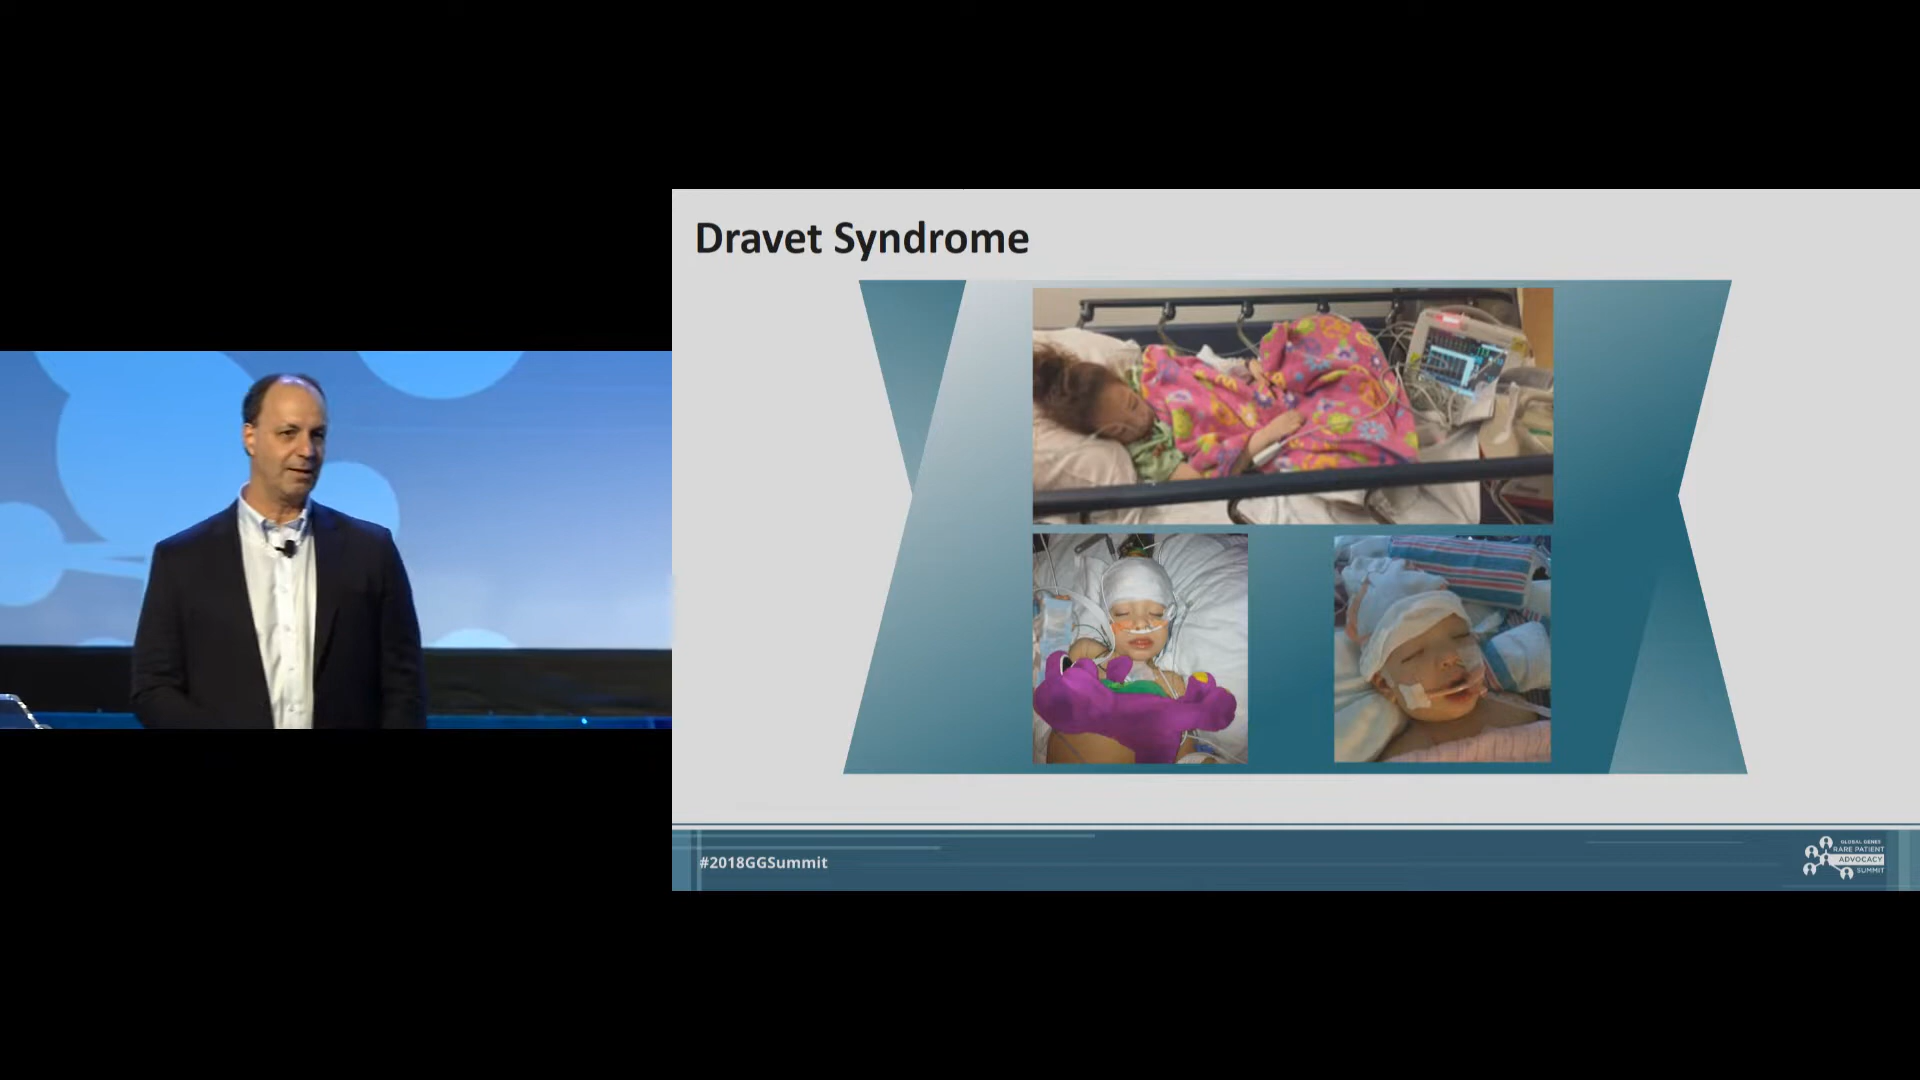 Dravet Syndrome
#2018GGSummit
GLOBAL GENES
RARE PATIENT
ADVOCACY
SUMMIT